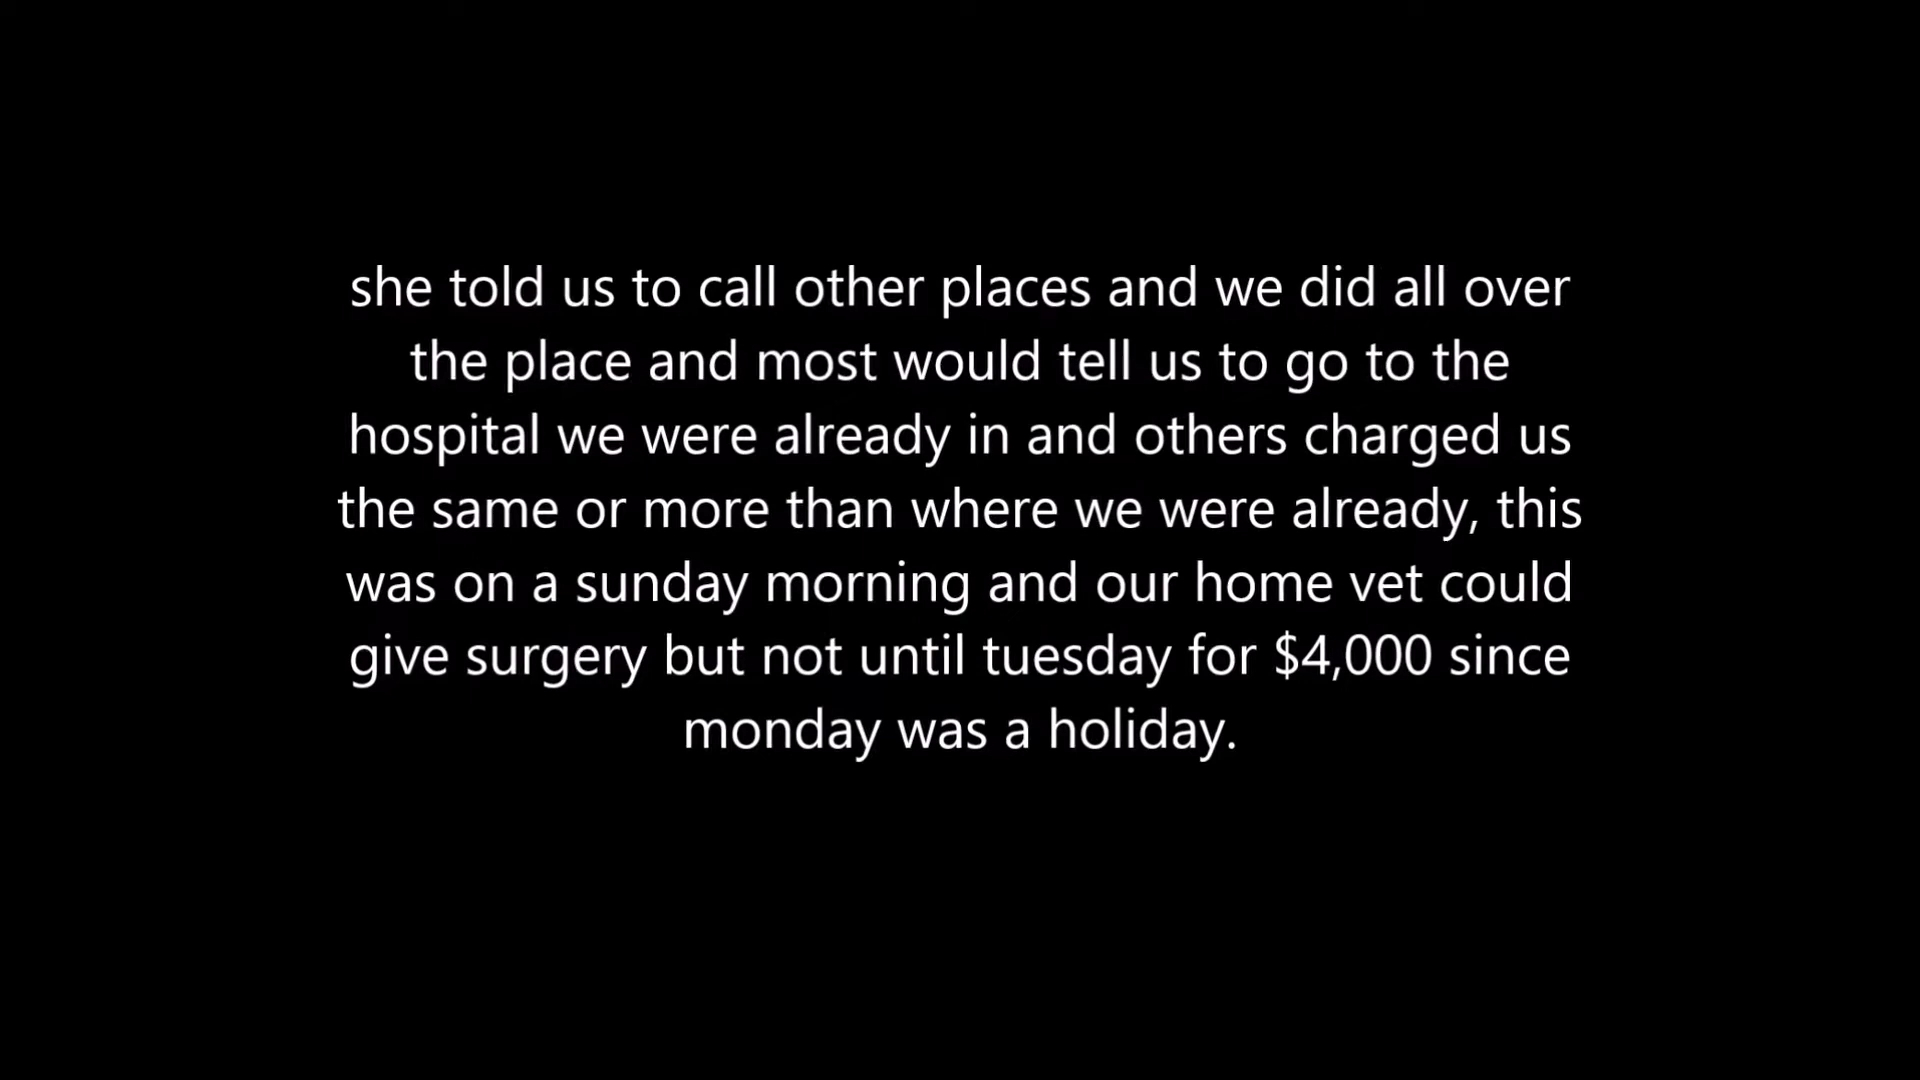 she told us to call other places and we did all over
the place and most would tell us to go to the
hospital we were already in and others charged us
the same or more than where we were already, this
was on a sunday morning and our home vet could
give surgery but not until tuesday for $4,000 since
monday was a holiday.